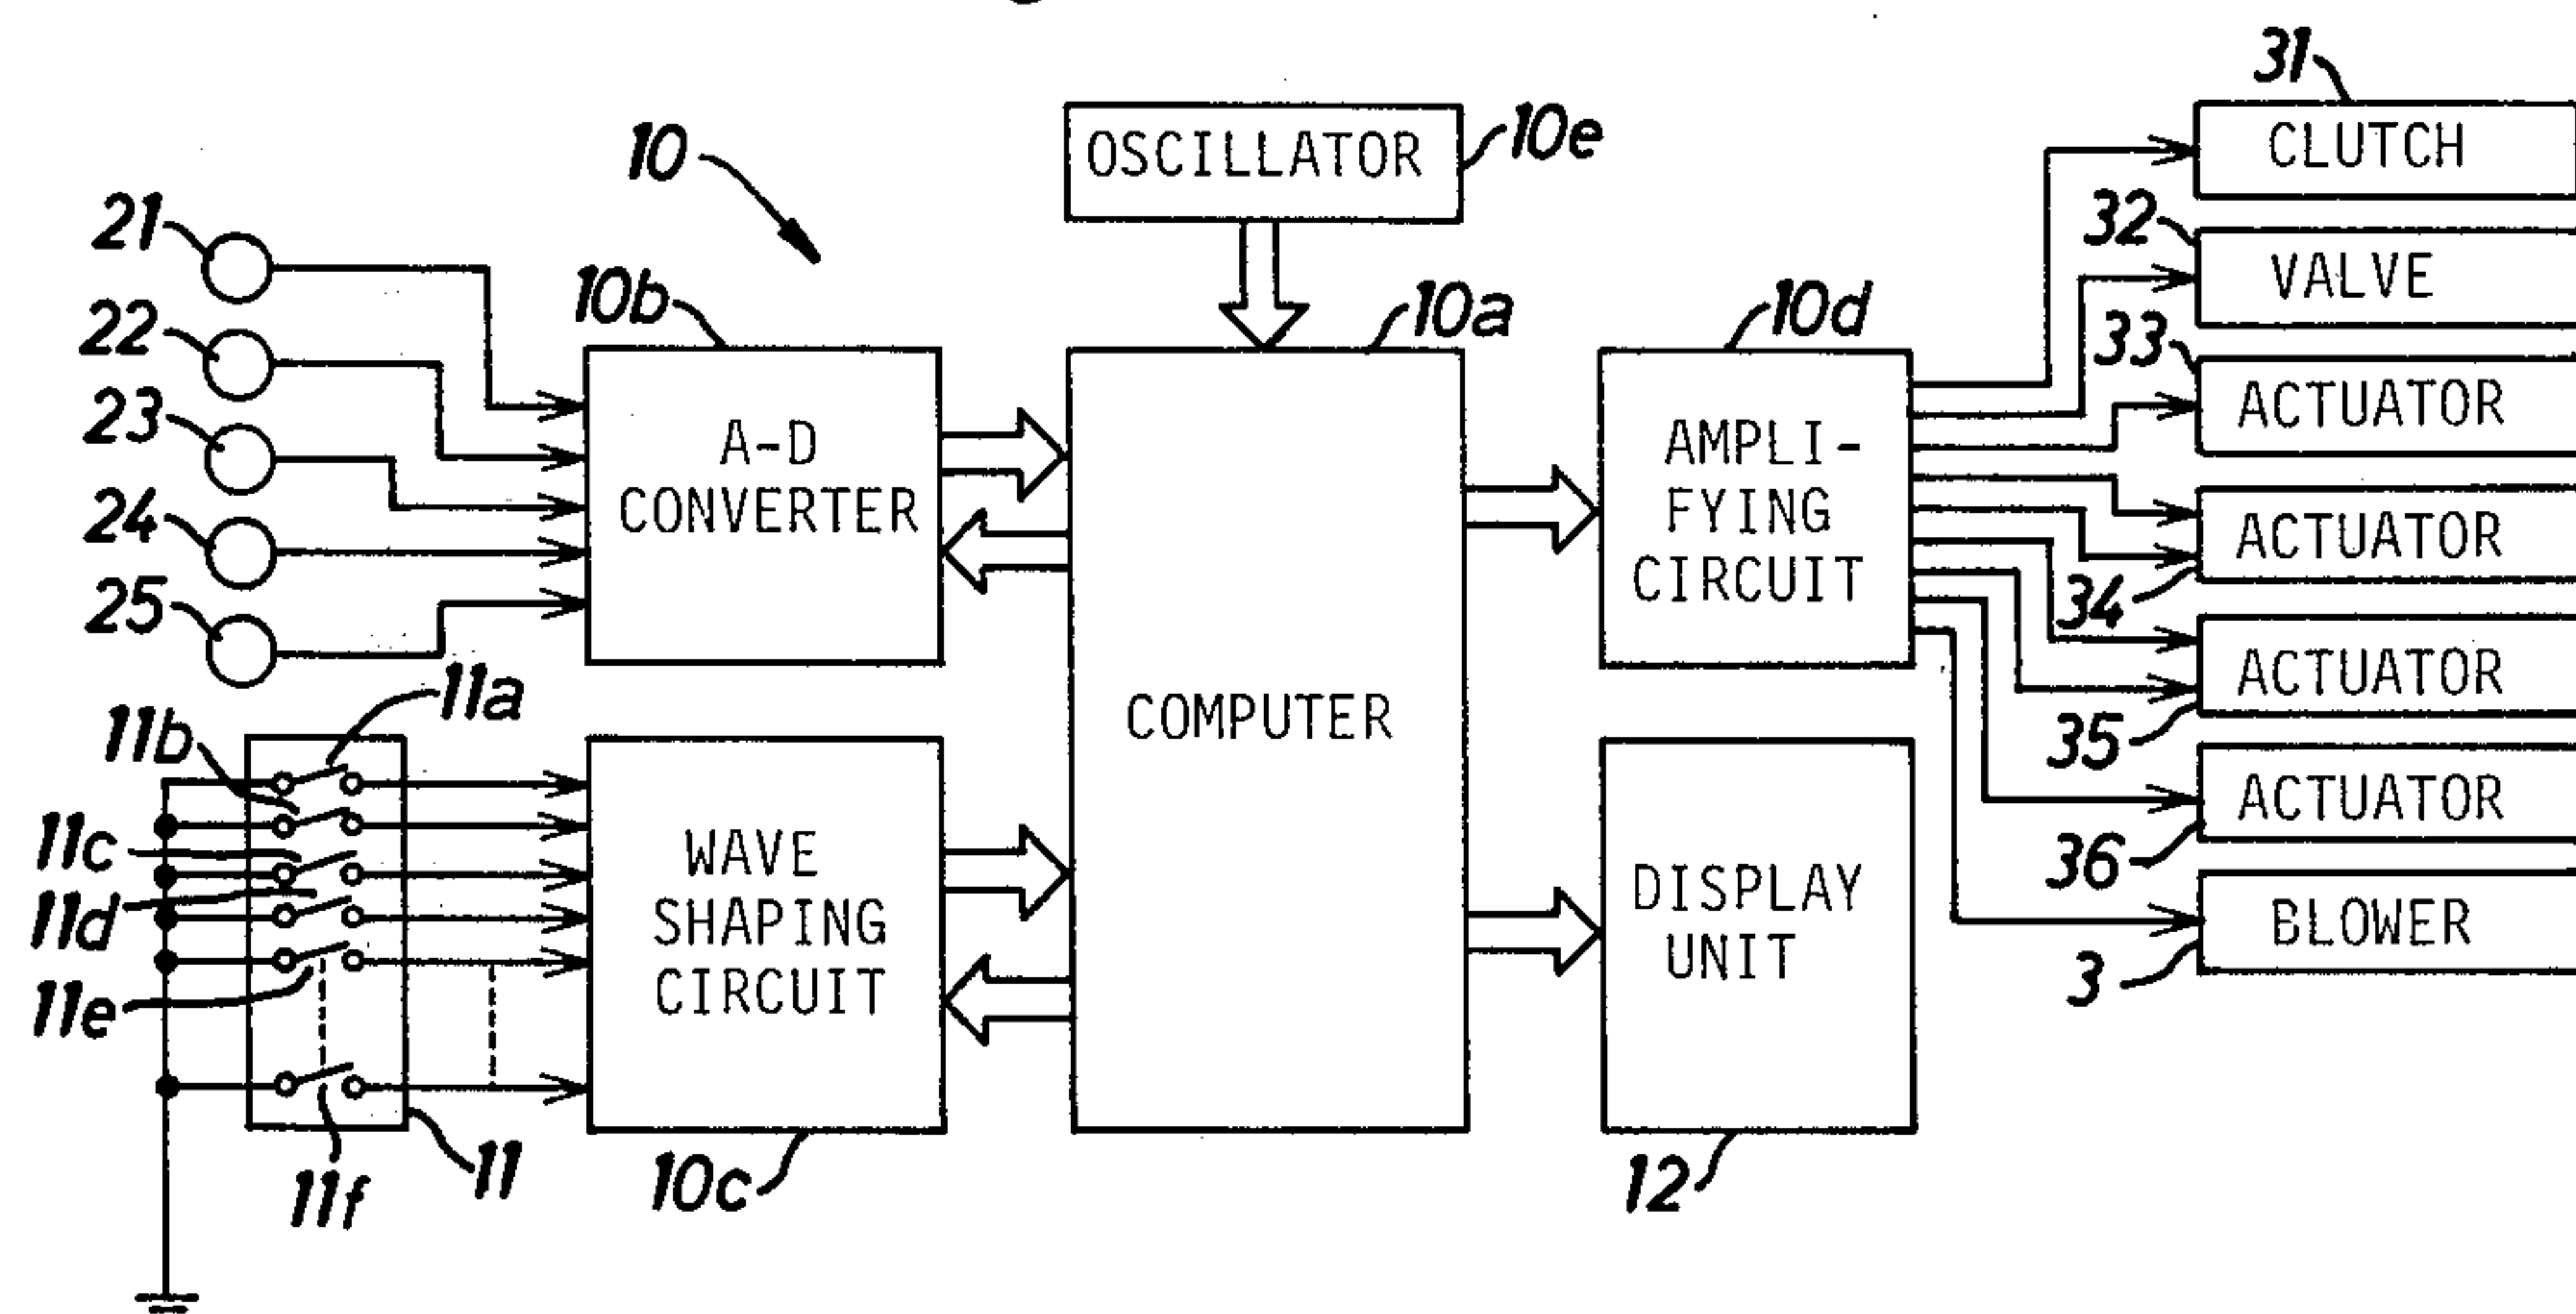 31
10
OSCILLATOR
10e
CLUTCH
21
32
VALVE
22
10b
10a
10d
33
ACTUATOR
23
A-D
CONVERTER
AMPLI-
FYING
CIRCUIT
24
ACTUATOR
34
25
11a
ACTUATOR
35
11b
COMPUTER
ACTUATOR
36
11c
WAVE
SHAPING
CIRCUIT
DISPLAY
UNIT
BLOWER
3
11d
11e
11f
11
10c
12